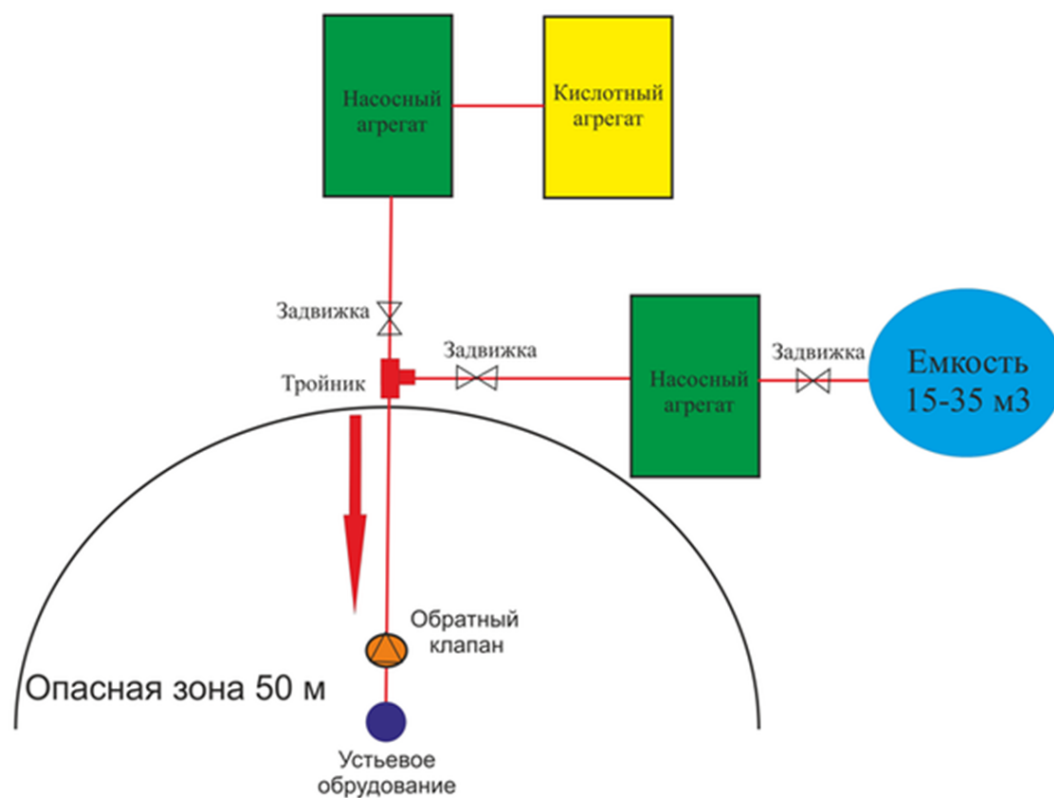 Насосный
агрегат
Кислотный
агрегат
Задвижка
Задвижка
Задвижка
Тройник
Насосный
агрегат
Емкость
15-35 м3
Обратный
клапан
Опасная зона 50 м
Устьевое
обрудование